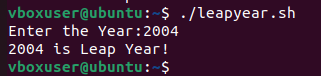 vboxuser@ubuntu:~$ ./leapyear.sh
Enter the Year:2004
2004 is Leap Year!
vboxuser@ubuntu:~$